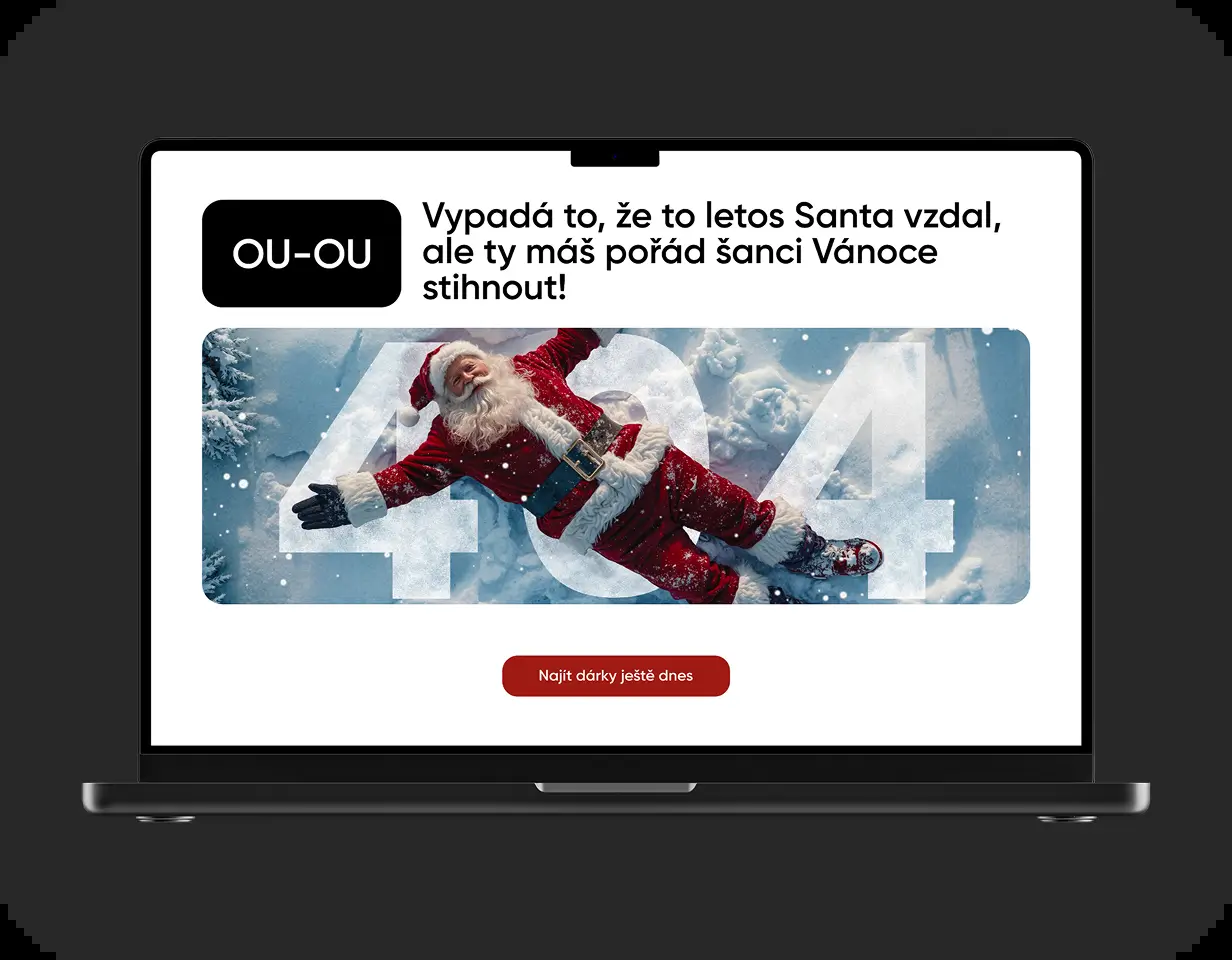 OU-OU
Vypadá to, že to letos Santa vzdal,
ale ty máš pořád šanci Vánoce
stihnout!
404
Najít dárky ještě dnes